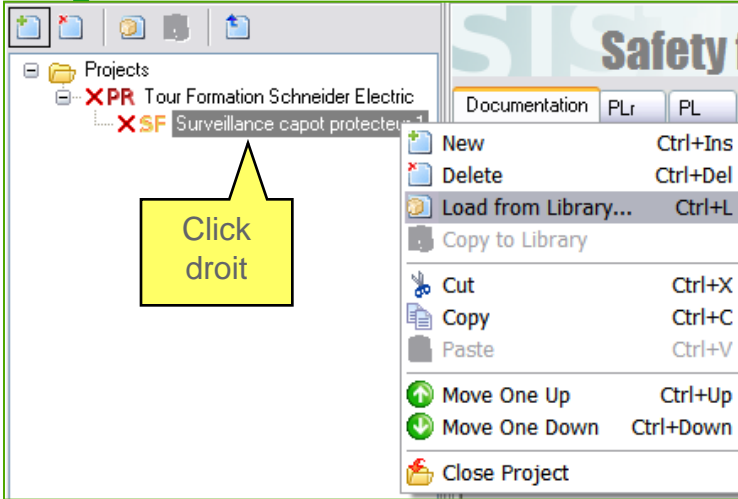 sist
Safety f
Projects
PR Tour Formation Schneider Electric
SF Surveillance capot protecteur 1
Documentation PLr PL
New Ctrl+Ins
Delete Ctrl+Del
Load from Library... Ctrl+L
Copy to Library
Cut Ctrl+X
Copy Ctrl+C
Paste Ctrl+V
Move One Up Ctrl+Up
Move One Down Ctrl+Down
Close Project
Click
droit